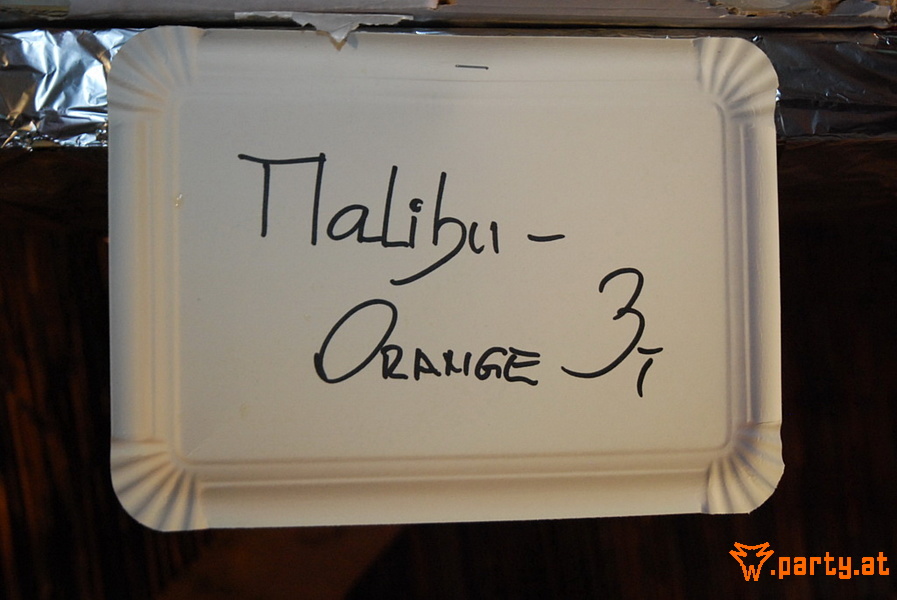 Malibu -
ORANGE 3,-
.party.at